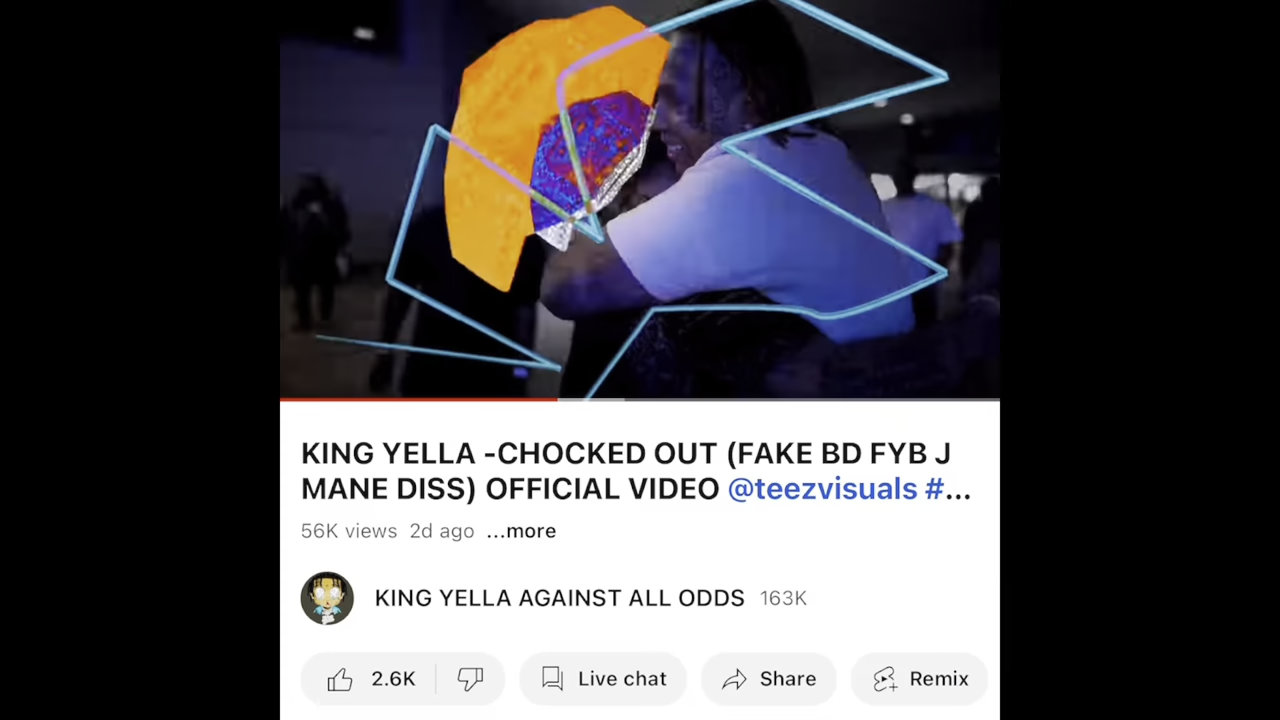 KING YELLA -CHOCKED OUT (FAKE BD FYB J
MANE DISS) OFFICIAL VIDEO @teezvisuals #...
56K views 2d ago ...more
KING YELLA AGAINST ALL ODDS 163K
2.6K Live chat Share Remix